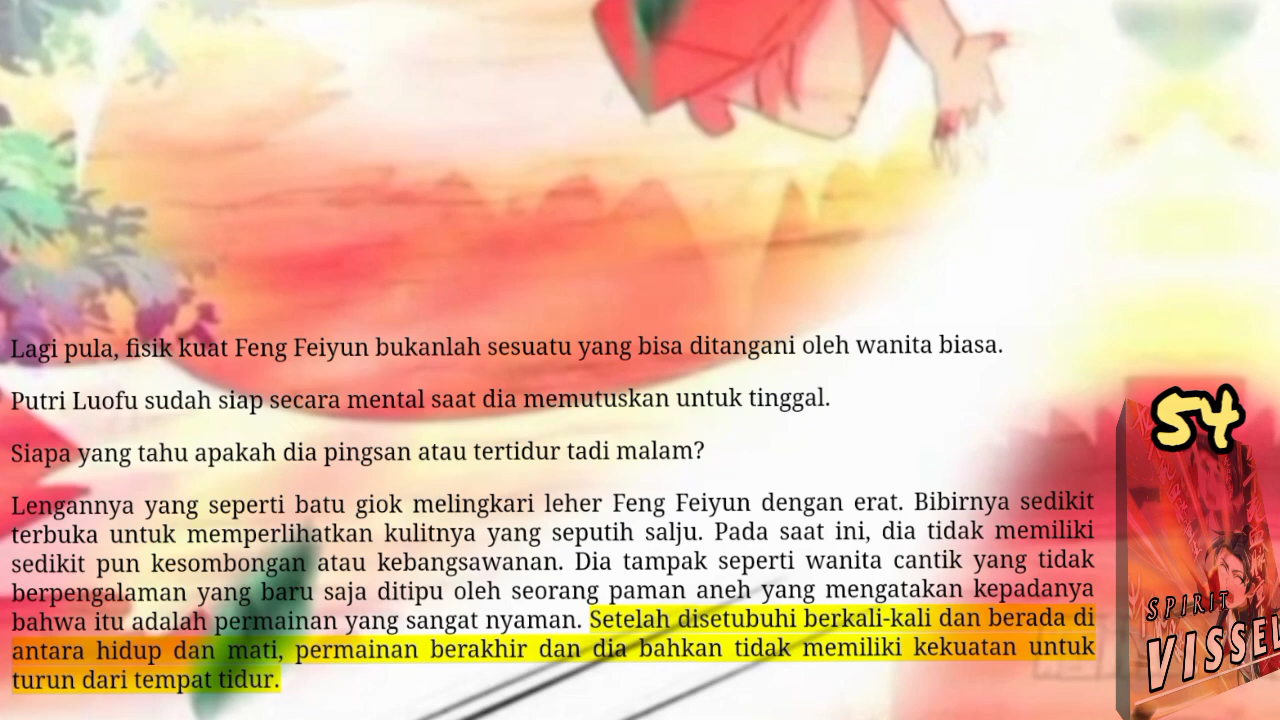 Lagi pula, fisik kuat Feng Feiyun bukanlah sesuatu yang bisa ditangani oleh wanita biasa.
Putri Luofu sudah siap secara mental saat dia memutuskan untuk tinggal.
Siapa yang tahu apakah dia pingsan atau tertidur tadi malam?
Lengannya yang seperti batu giok melingkari leher Feng Feiyun dengan erat. Bibirnya sedikit
terbuka untuk memperlihatkan kulitnya yang seputih salju. Pada saat ini, dia tidak memiliki
sedikit pun kesombongan atau kebangsawanan. Dia tampak seperti wanita cantik yang tidak
berpengalaman yang baru saja ditipu oleh seorang paman aneh yang mengatakan kepadanya
bahwa itu adalah permainan yang sangat nyaman. Setelah disetubuhi berkali-kali dan berada di
antara hidup dan mati, permainan berakhir dan dia bahkan tidak memiliki kekuatan untuk
turun dari tempat tidur.
54
SPIRIT
VISSEL